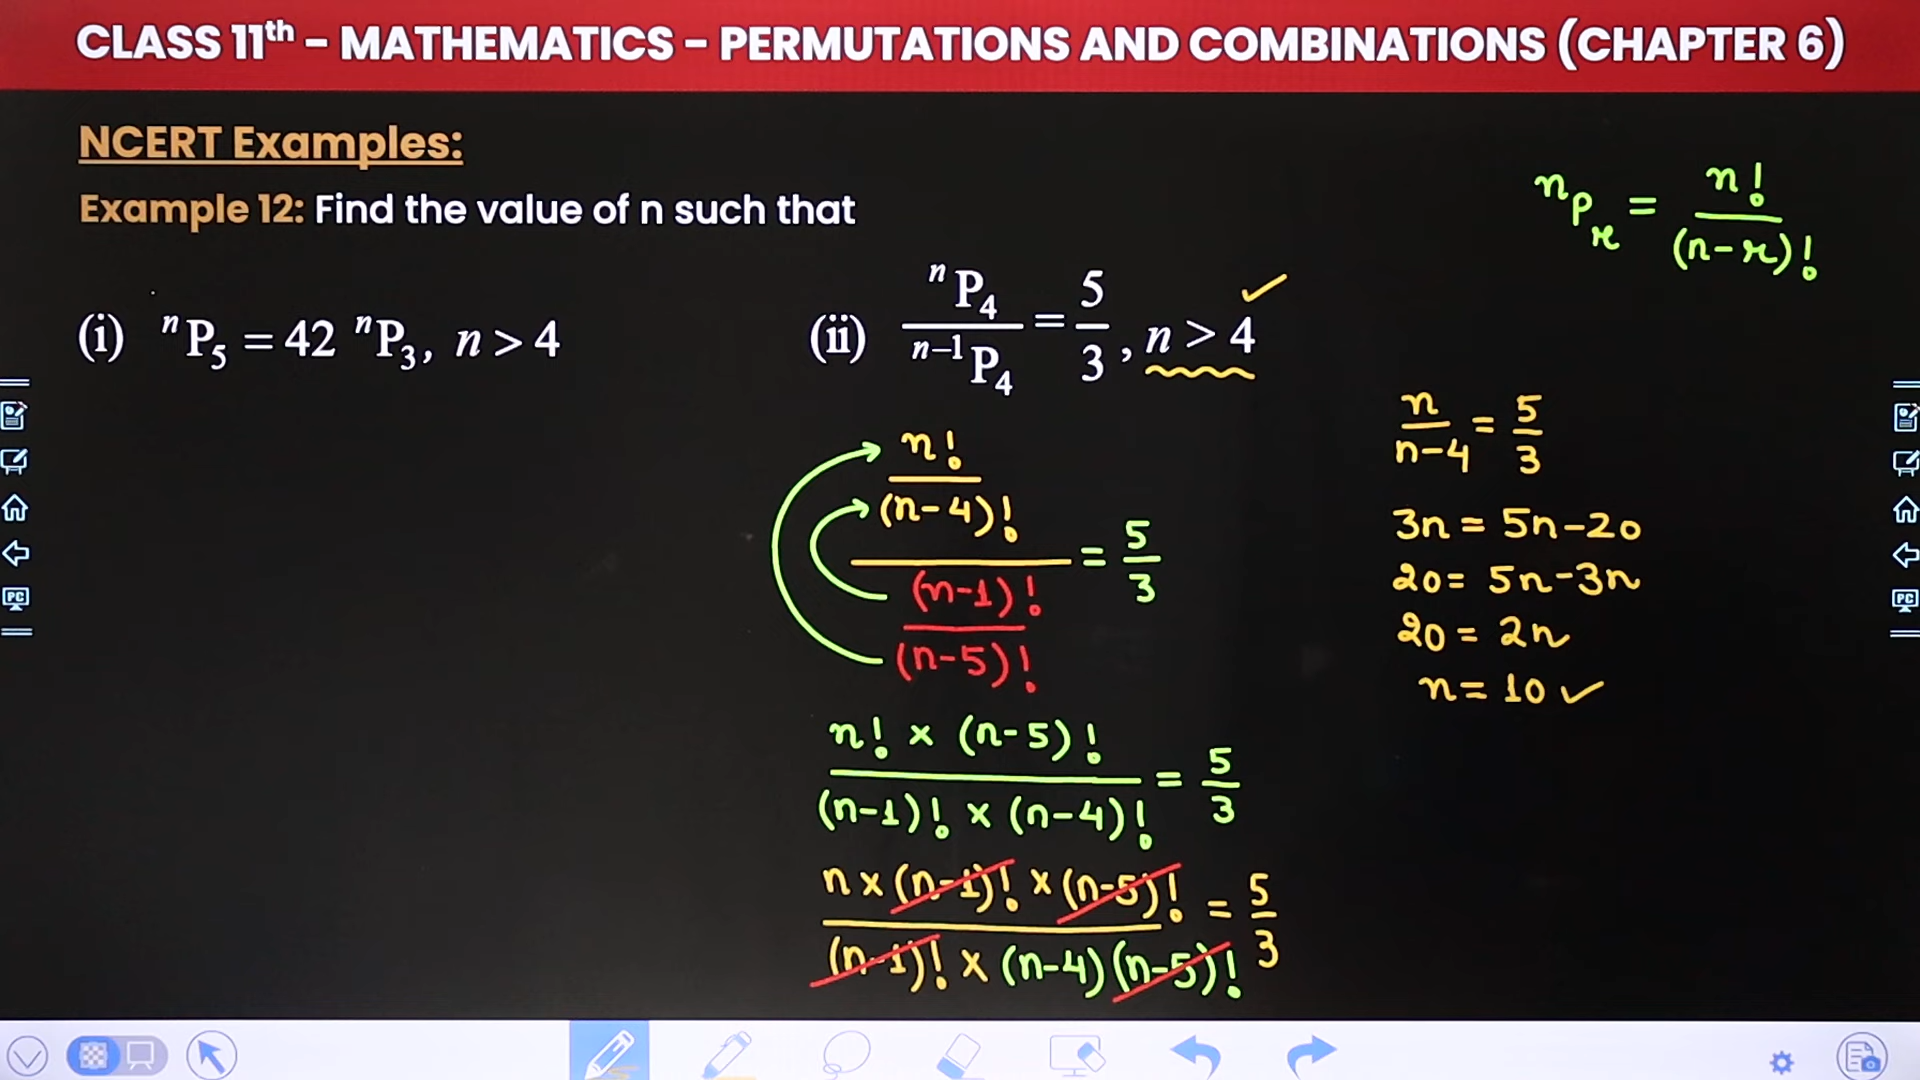 CLASS 11th - MATHEMATICS - PERMUTATIONS AND COMBINATIONS (CHAPTER 6)
NCERT Examples:
Example 12: Find the value of n such that
ⁿPᵣ = n! / (n-r)!
(i) ⁿP₅ = 42 ⁿP₃, n > 4
(ii) ⁿP₄ / ⁿ⁻¹P₄ = 5/3, n > 4 ✓
n! / (n-4)! / (n-1)! / (n-5)! = 5/3
n! × (n-5)! / (n-1)! × (n-4)! = 5/3
n × (n-1)! × (n-5)! / (n-1)! × (n-4)(n-5)! = 5/3
n / n-4 = 5/3
3n = 5n-20
20 = 5n-3n
20 = 2n
n = 10 ✓
PC
PC